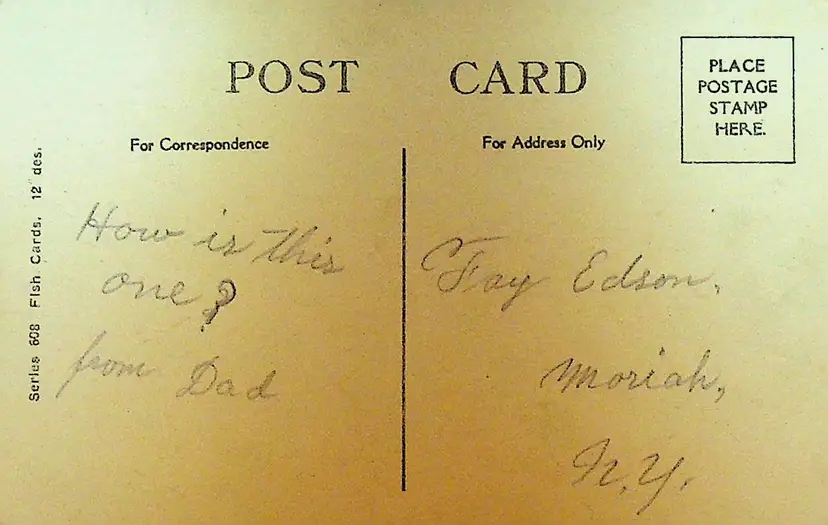 POST CARD
PLACE
POSTAGE
STAMP
HERE.
For Correspondence
For Address Only
Series 608 Fish Cards, 12 des.
How is this
one?
from Dad
Fay Edson,
Moriah,
N.Y.